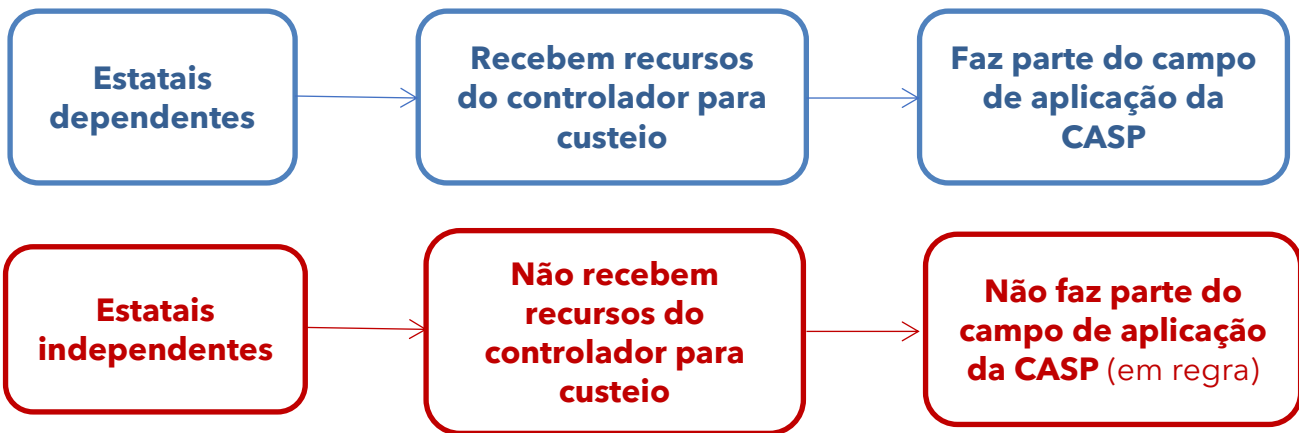 Estatais
dependentes
Recebem recursos
do controlador para
custeio
Faz parte do campo
de aplicação da
CASP
Estatais
independentes
Não recebem
recursos do
controlador para
custeio
Não faz parte do
campo de aplicação
da CASP (em regra)